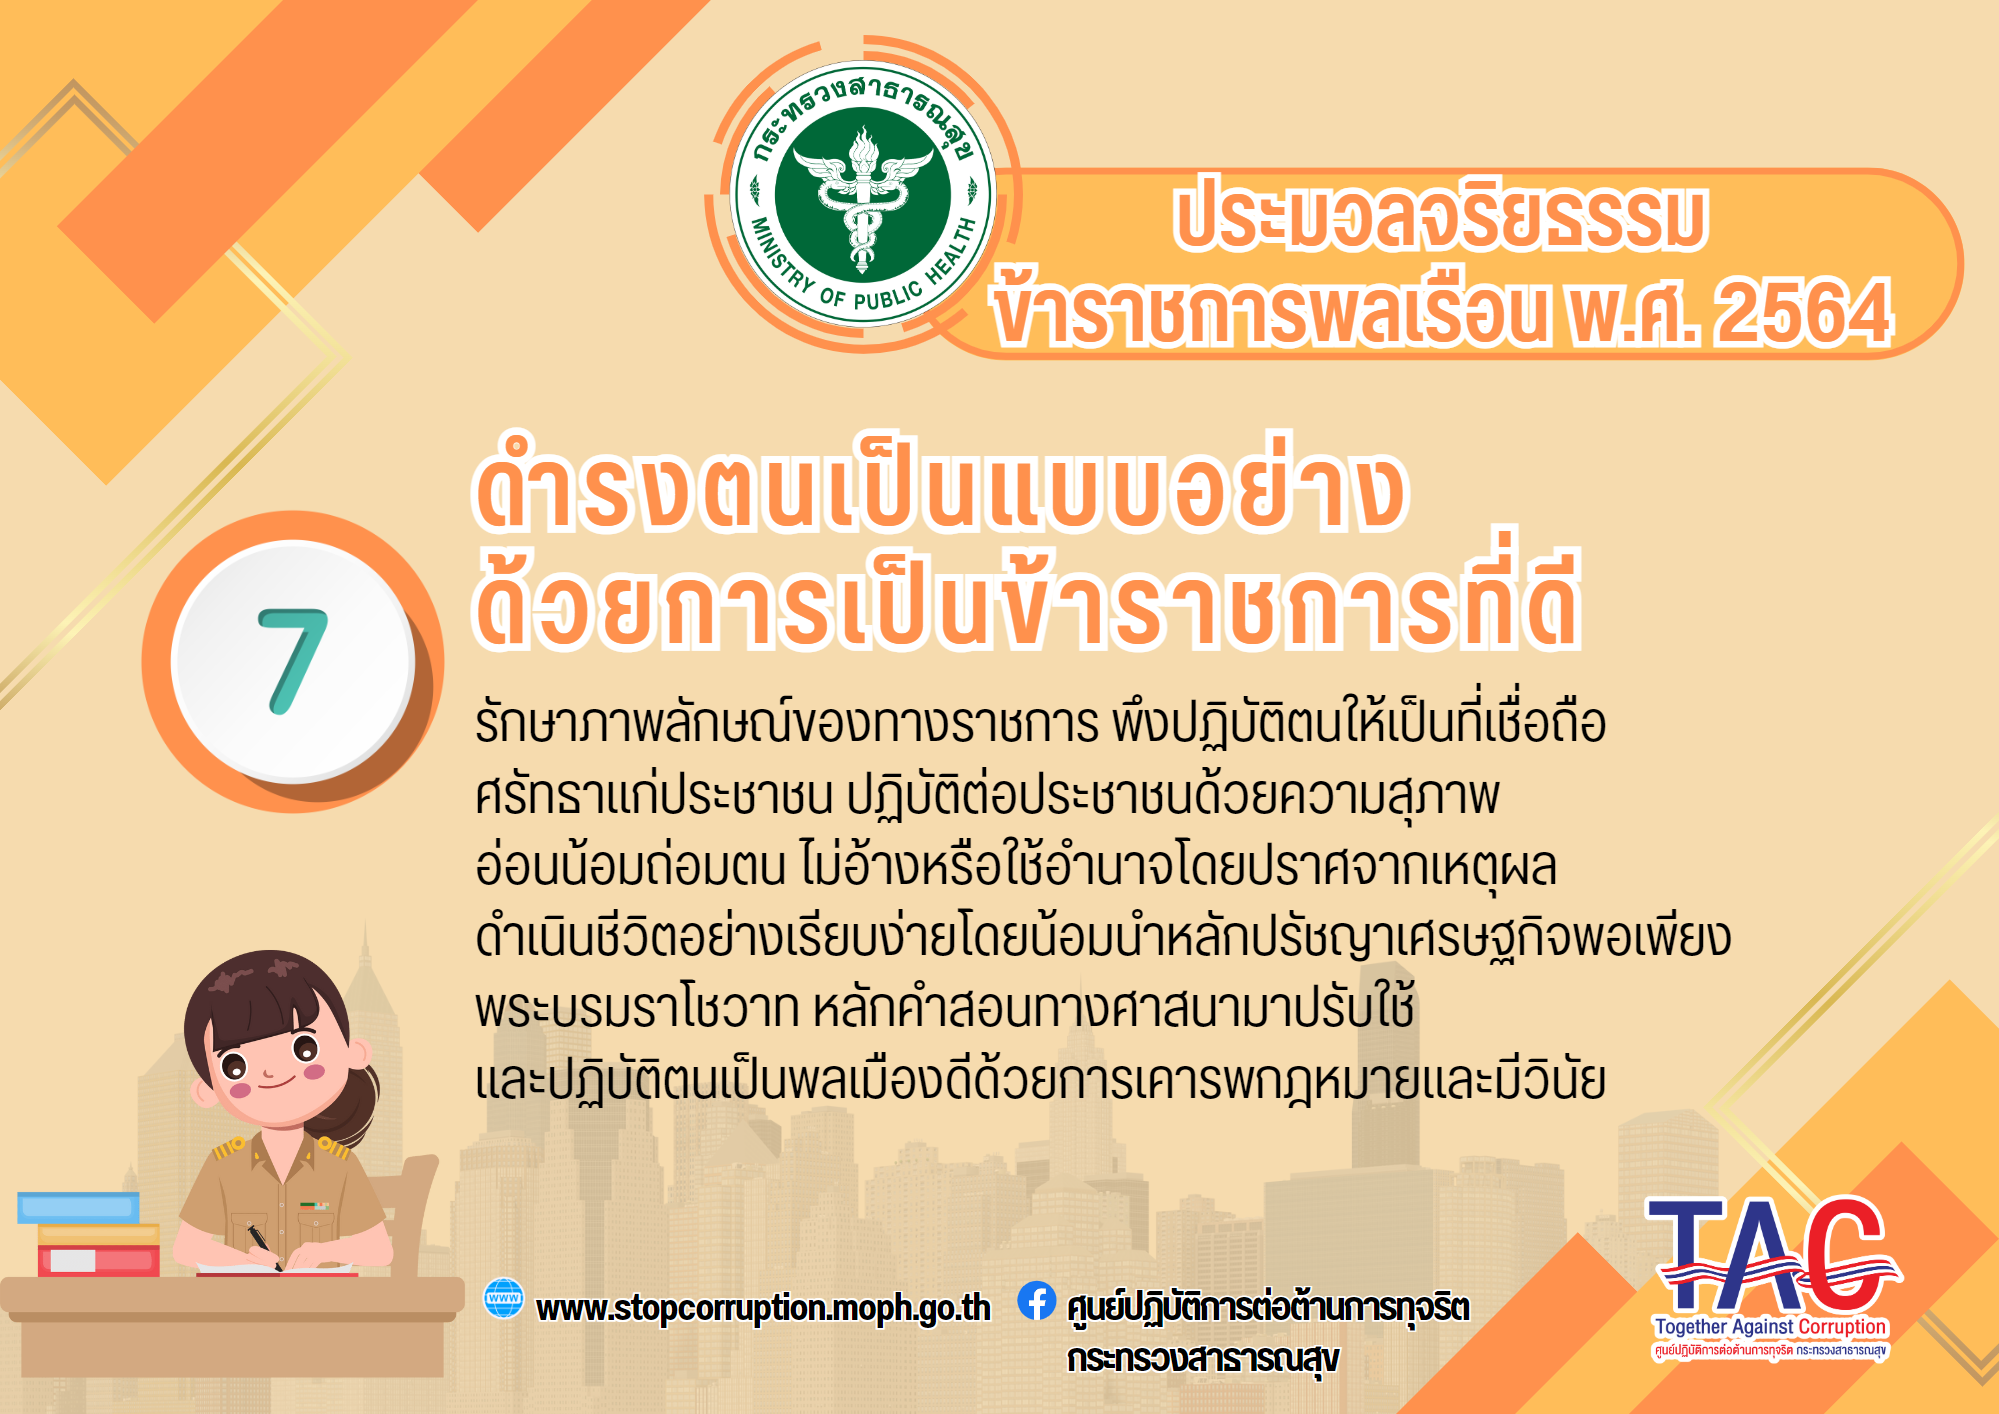 กระทรวงสาธารณสุข
MINISTRY OF PUBLIC HEALTH
ประมวลจริยธรรม
ข้าราชการพลเรือน พ.ศ. 2564
ดำรงตนเป็นแบบอย่าง
ด้วยการเป็นข้าราชการที่ดี
7
รักษาภาพลักษณ์ของทางราชการ พึงปฏิบัติตนให้เป็นที่เชื่อถือ
ศรัทธาแก่ประชาชน ปฏิบัติต่อประชาชนด้วยความสุภาพ
อ่อนน้อมถ่อมตน ไม่อ้างหรือใช้อำนาจโดยปราศจากเหตุผล
ดำเนินชีวิตอย่างเรียบง่ายโดยน้อมนำหลักปรัชญาเศรษฐกิจพอเพียง
พระบรมราโชวาท หลักคำสอนทางศาสนามาปรับใช้
และปฏิบัติตนเป็นพลเมืองดีด้วยการเคารพกฎหมายและมีวินัย
www
www.stopcorruption.moph.go.th
ศูนย์ปฏิบัติการต่อต้านการทุจริต
กระทรวงสาธารณสุข
TAC
Together Against Corruption
ศูนย์ปฏิบัติการต่อต้านการทุจริต กระทรวงสาธารณสุข